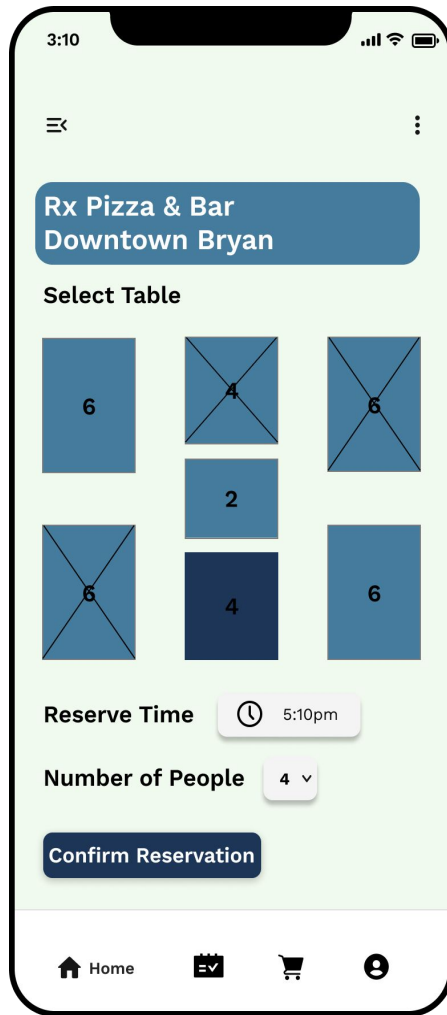 3:10
Rx Pizza & Bar
Downtown Bryan
Select Table
6
4
6
2
6
4
6
Reserve Time
5:10pm
Number of People
4
Confirm Reservation
Home